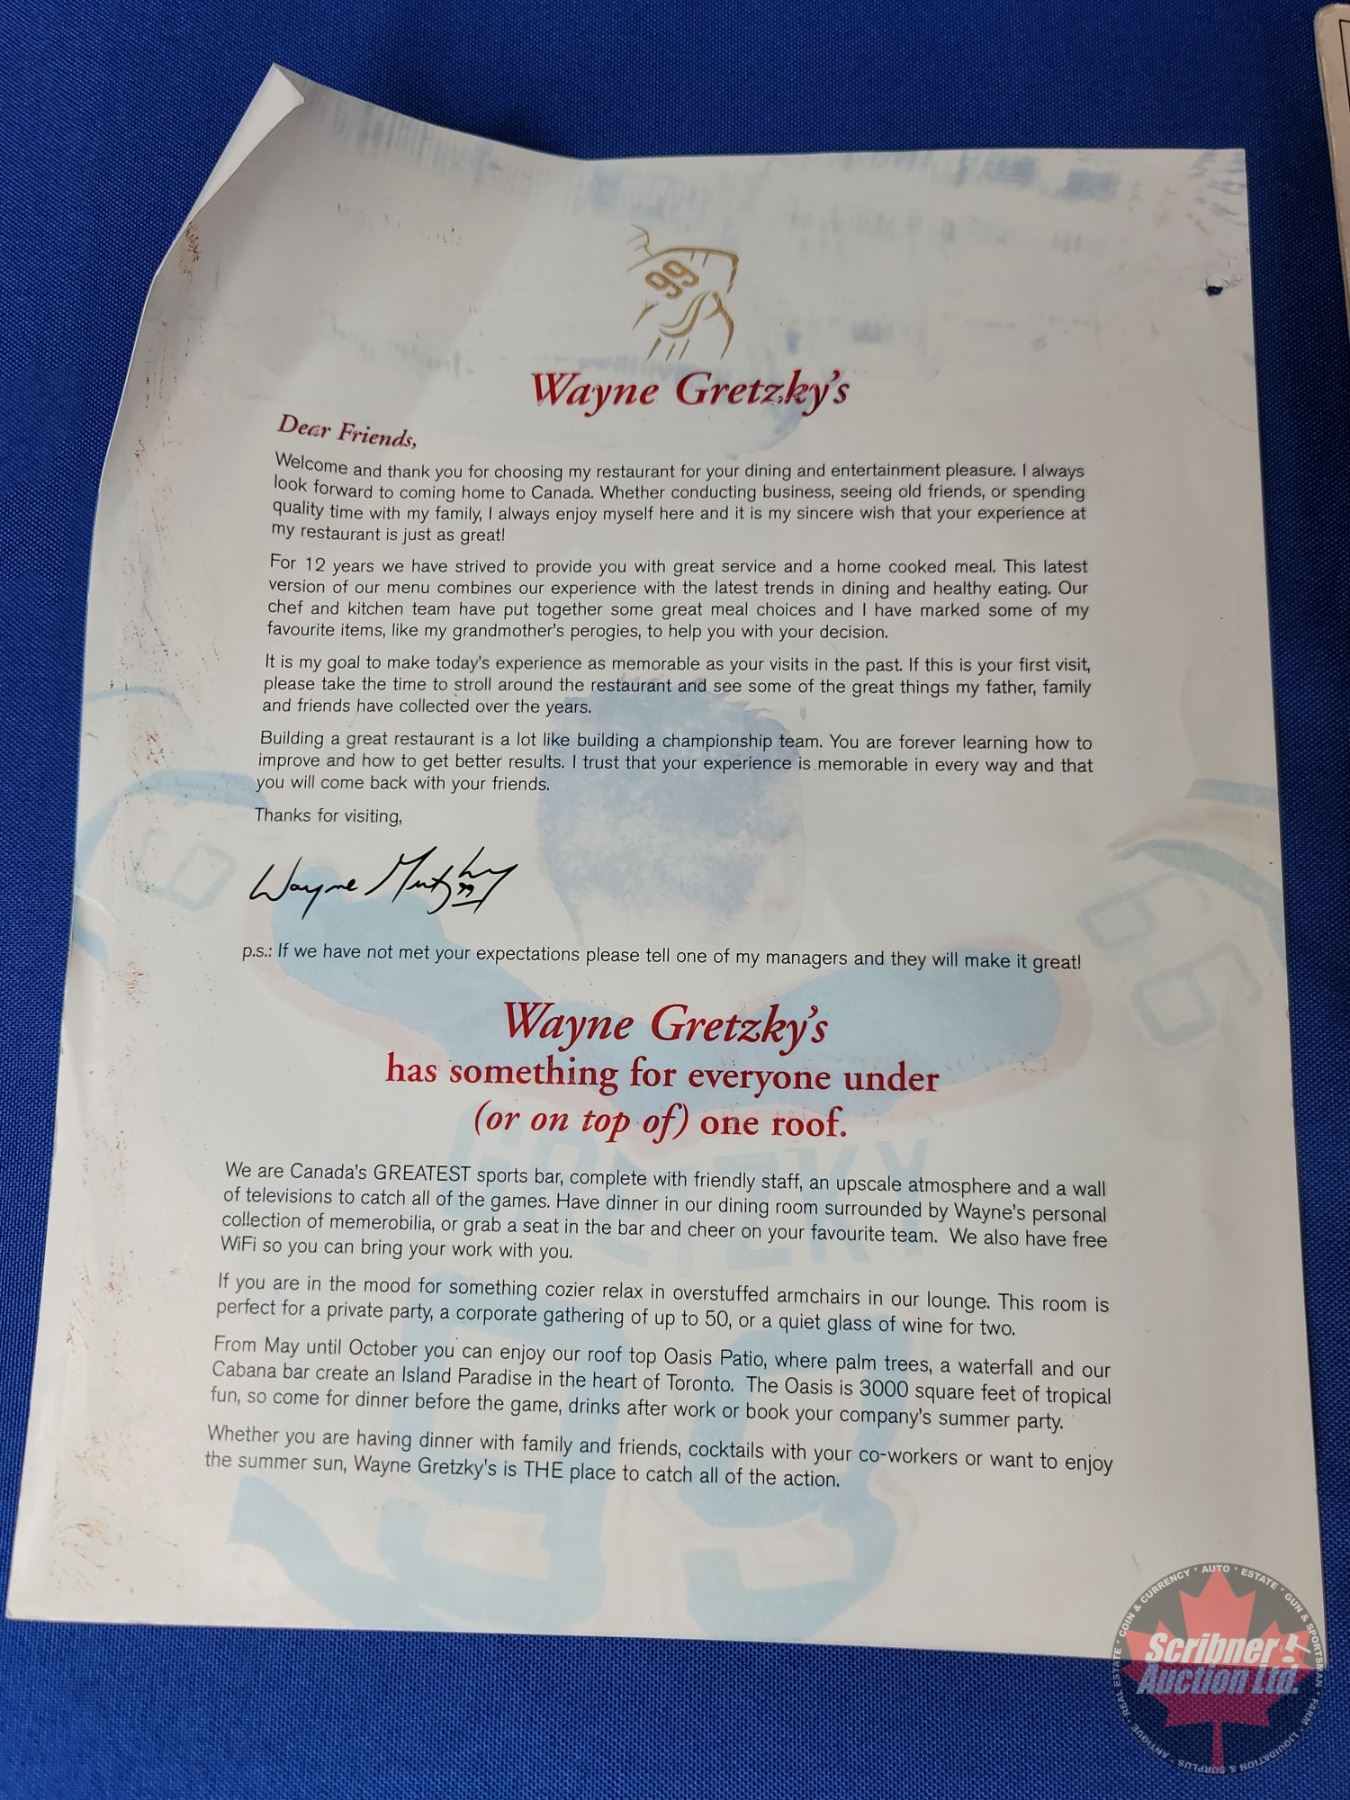 99
Wayne Gretzky's
Dear Friends,
Welcome and thank you for choosing my restaurant for your dining and entertainment pleasure. I always
look forward to coming home to Canada. Whether conducting business, seeing old friends, or spending
quality time with my family, I always enjoy myself here and it is my sincere wish that your experience at
my restaurant is just as great!
For 12 years we have strived to provide you with great service and a home cooked meal. This latest
version of our menu combines our experience with the latest trends in dining and healthy eating. Our
chef and kitchen team have put together some great meal choices and I have marked some of my
favourite items, like my grandmother's perogies, to help you with your decision.
It is my goal to make today's experience as memorable as your visits in the past. If this is your first visit,
please take the time to stroll around the restaurant and see some of the great things my father, family
and friends have collected over the years.
Building a great restaurant is a lot like building a championship team. You are forever learning how to
improve and how to get better results. I trust that your experience is memorable in every way and that
you will come back with your friends.
Thanks for visiting,
Wayne Gretzky 99
p.s.: If we have not met your expectations please tell one of my managers and they will make it great!
Wayne Gretzky's
has something for everyone under
(or on top of) one roof.
We are Canada's GREATEST sports bar, complete with friendly staff, an upscale atmosphere and a wall
of televisions to catch all of the games. Have dinner in our dining room surrounded by Wayne's personal
collection of memerobilia, or grab a seat in the bar and cheer on your favourite team. We also have free
WiFi so you can bring your work with you.
If you are in the mood for something cozier relax in overstuffed armchairs in our lounge. This room is
perfect for a private party, a corporate gathering of up to 50, or a quiet glass of wine for two.
From May until October you can enjoy our roof top Oasis Patio, where palm trees, a waterfall and our
Cabana bar create an Island Paradise in the heart of Toronto. The Oasis is 3000 square feet of tropical
fun, so come for dinner before the game, drinks after work or book your company's summer party.
Whether you are having dinner with family and friends, cocktails with your co-workers or want to enjoy
the summer sun, Wayne Gretzky's is THE place to catch all of the action.
GRETZKY
99
Scribner
Auction Ltd.
ANTIQUE • REAL ESTATE • COIN & CURRENCY • AUTO • ESTATE • GUN & SPORTSMAN • FARM • LIQUIDATION & SURPLUS